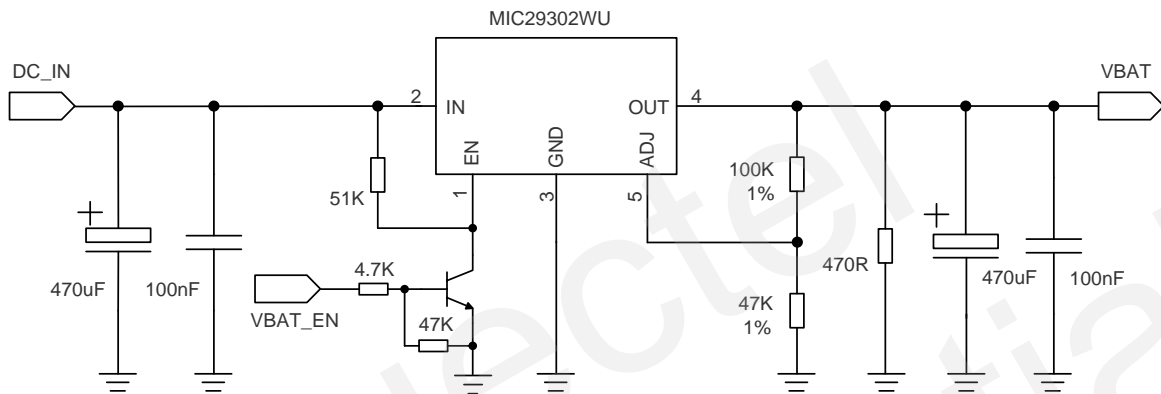 MIC29302WU
DC_IN
VBAT
2
IN
OUT
4
EN
GND
ADJ
1
3
5
51K
100K
1%
470uF
100nF
VBAT_EN
4.7K
47K
47K
1%
470R
470uF
100nF